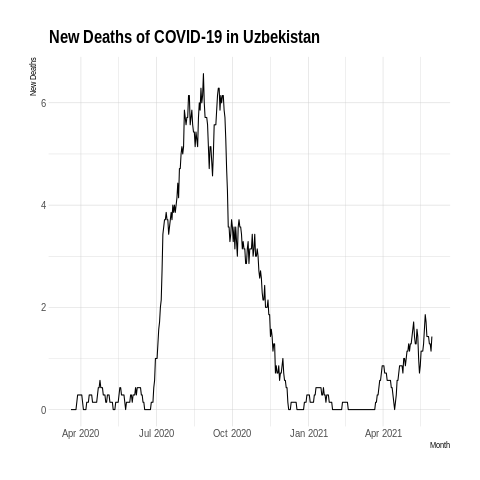 New Deaths of COVID-19 in Uzbekistan
New Deaths
6
4
2
0
Apr 2020 Jul 2020 Oct 2020 Jan 2021 Apr 2021
Month